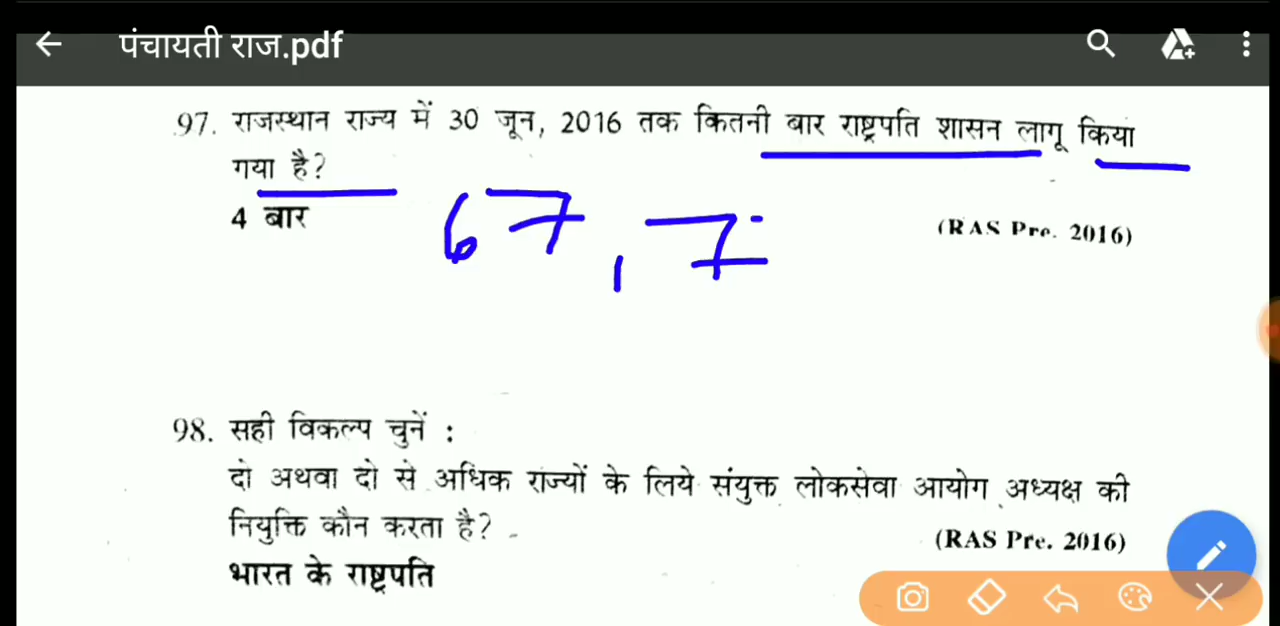 पंचायती राज.pdf
97. राजस्थान राज्य में 30 जून, 2016 तक कितनी बार राष्ट्रपति शासन लागू किया
गया है?
4 बार
67, 7
(RAS Pre. 2016)
98. सही विकल्प चुनें :
दो अथवा दो से अधिक राज्यों के लिये संयुक्त लोकसेवा आयोग अध्यक्ष की
नियुक्ति कौन करता है?
(RAS Pre. 2016)
भारत के राष्ट्रपति